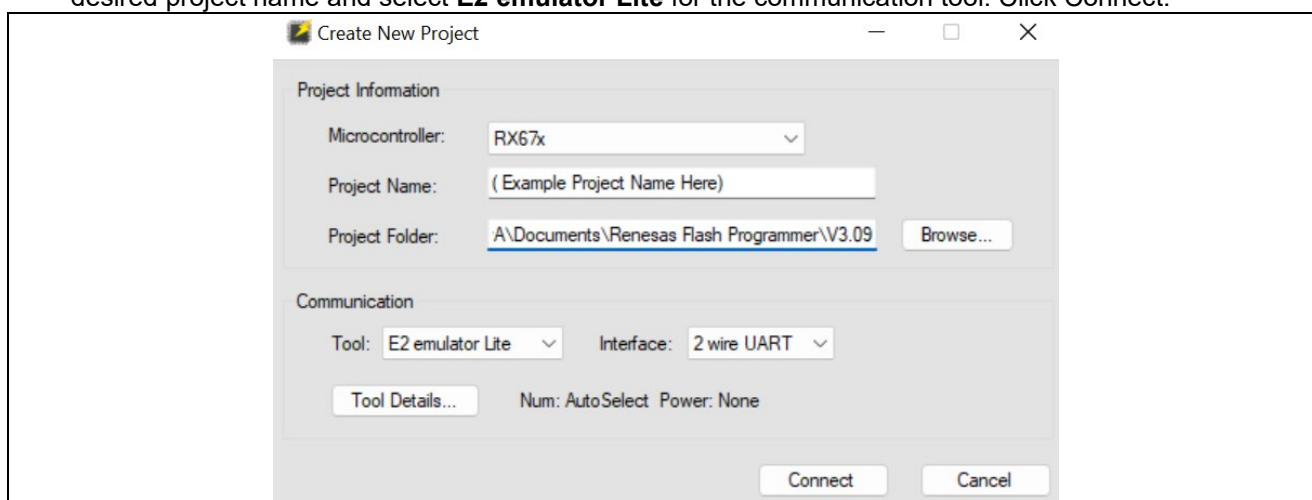 desired project name and select E2 emulator Lite for the communication tool. Click Connect.
Create New Project
Project Information
Microcontroller: RX67x
Project Name: ( Example Project Name Here)
Project Folder: A\Documents\Renesas Flash Programmer\V3.09 Browse...
Communication
Tool: E2 emulator Lite Interface: 2 wire UART
Tool Details... Num: AutoSelect Power: None
Connect Cancel